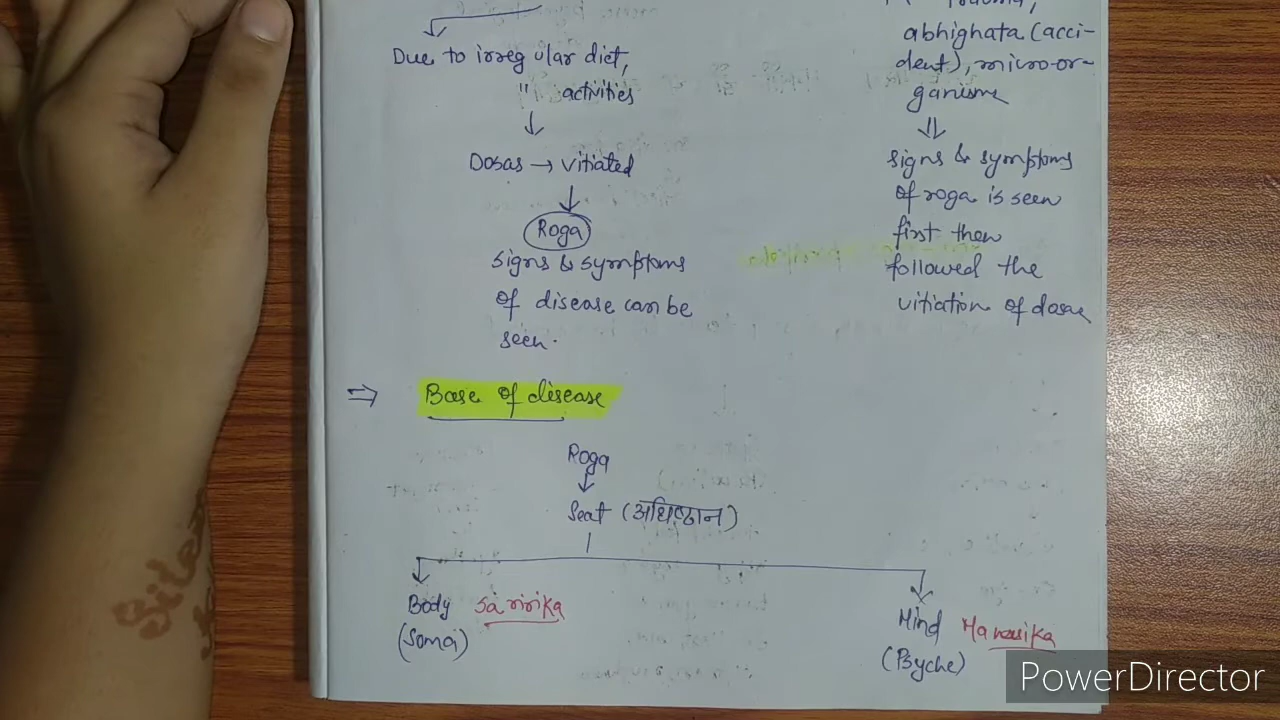 Due to irregular diet,
" activities
Dosas → vitiated
Roga
signs & symptoms
of disease can be
seen.
abhighata (acci-
dent), micro-or-
ganisms
signs & symptoms
of roga is seen
first then
followed the
vitiation of dosas
⇒ Base of disease
Roga
Seat (अधिष्ठान)
Body Saririka
(Soma)
Mind Manasika
(Psyche)
PowerDirector